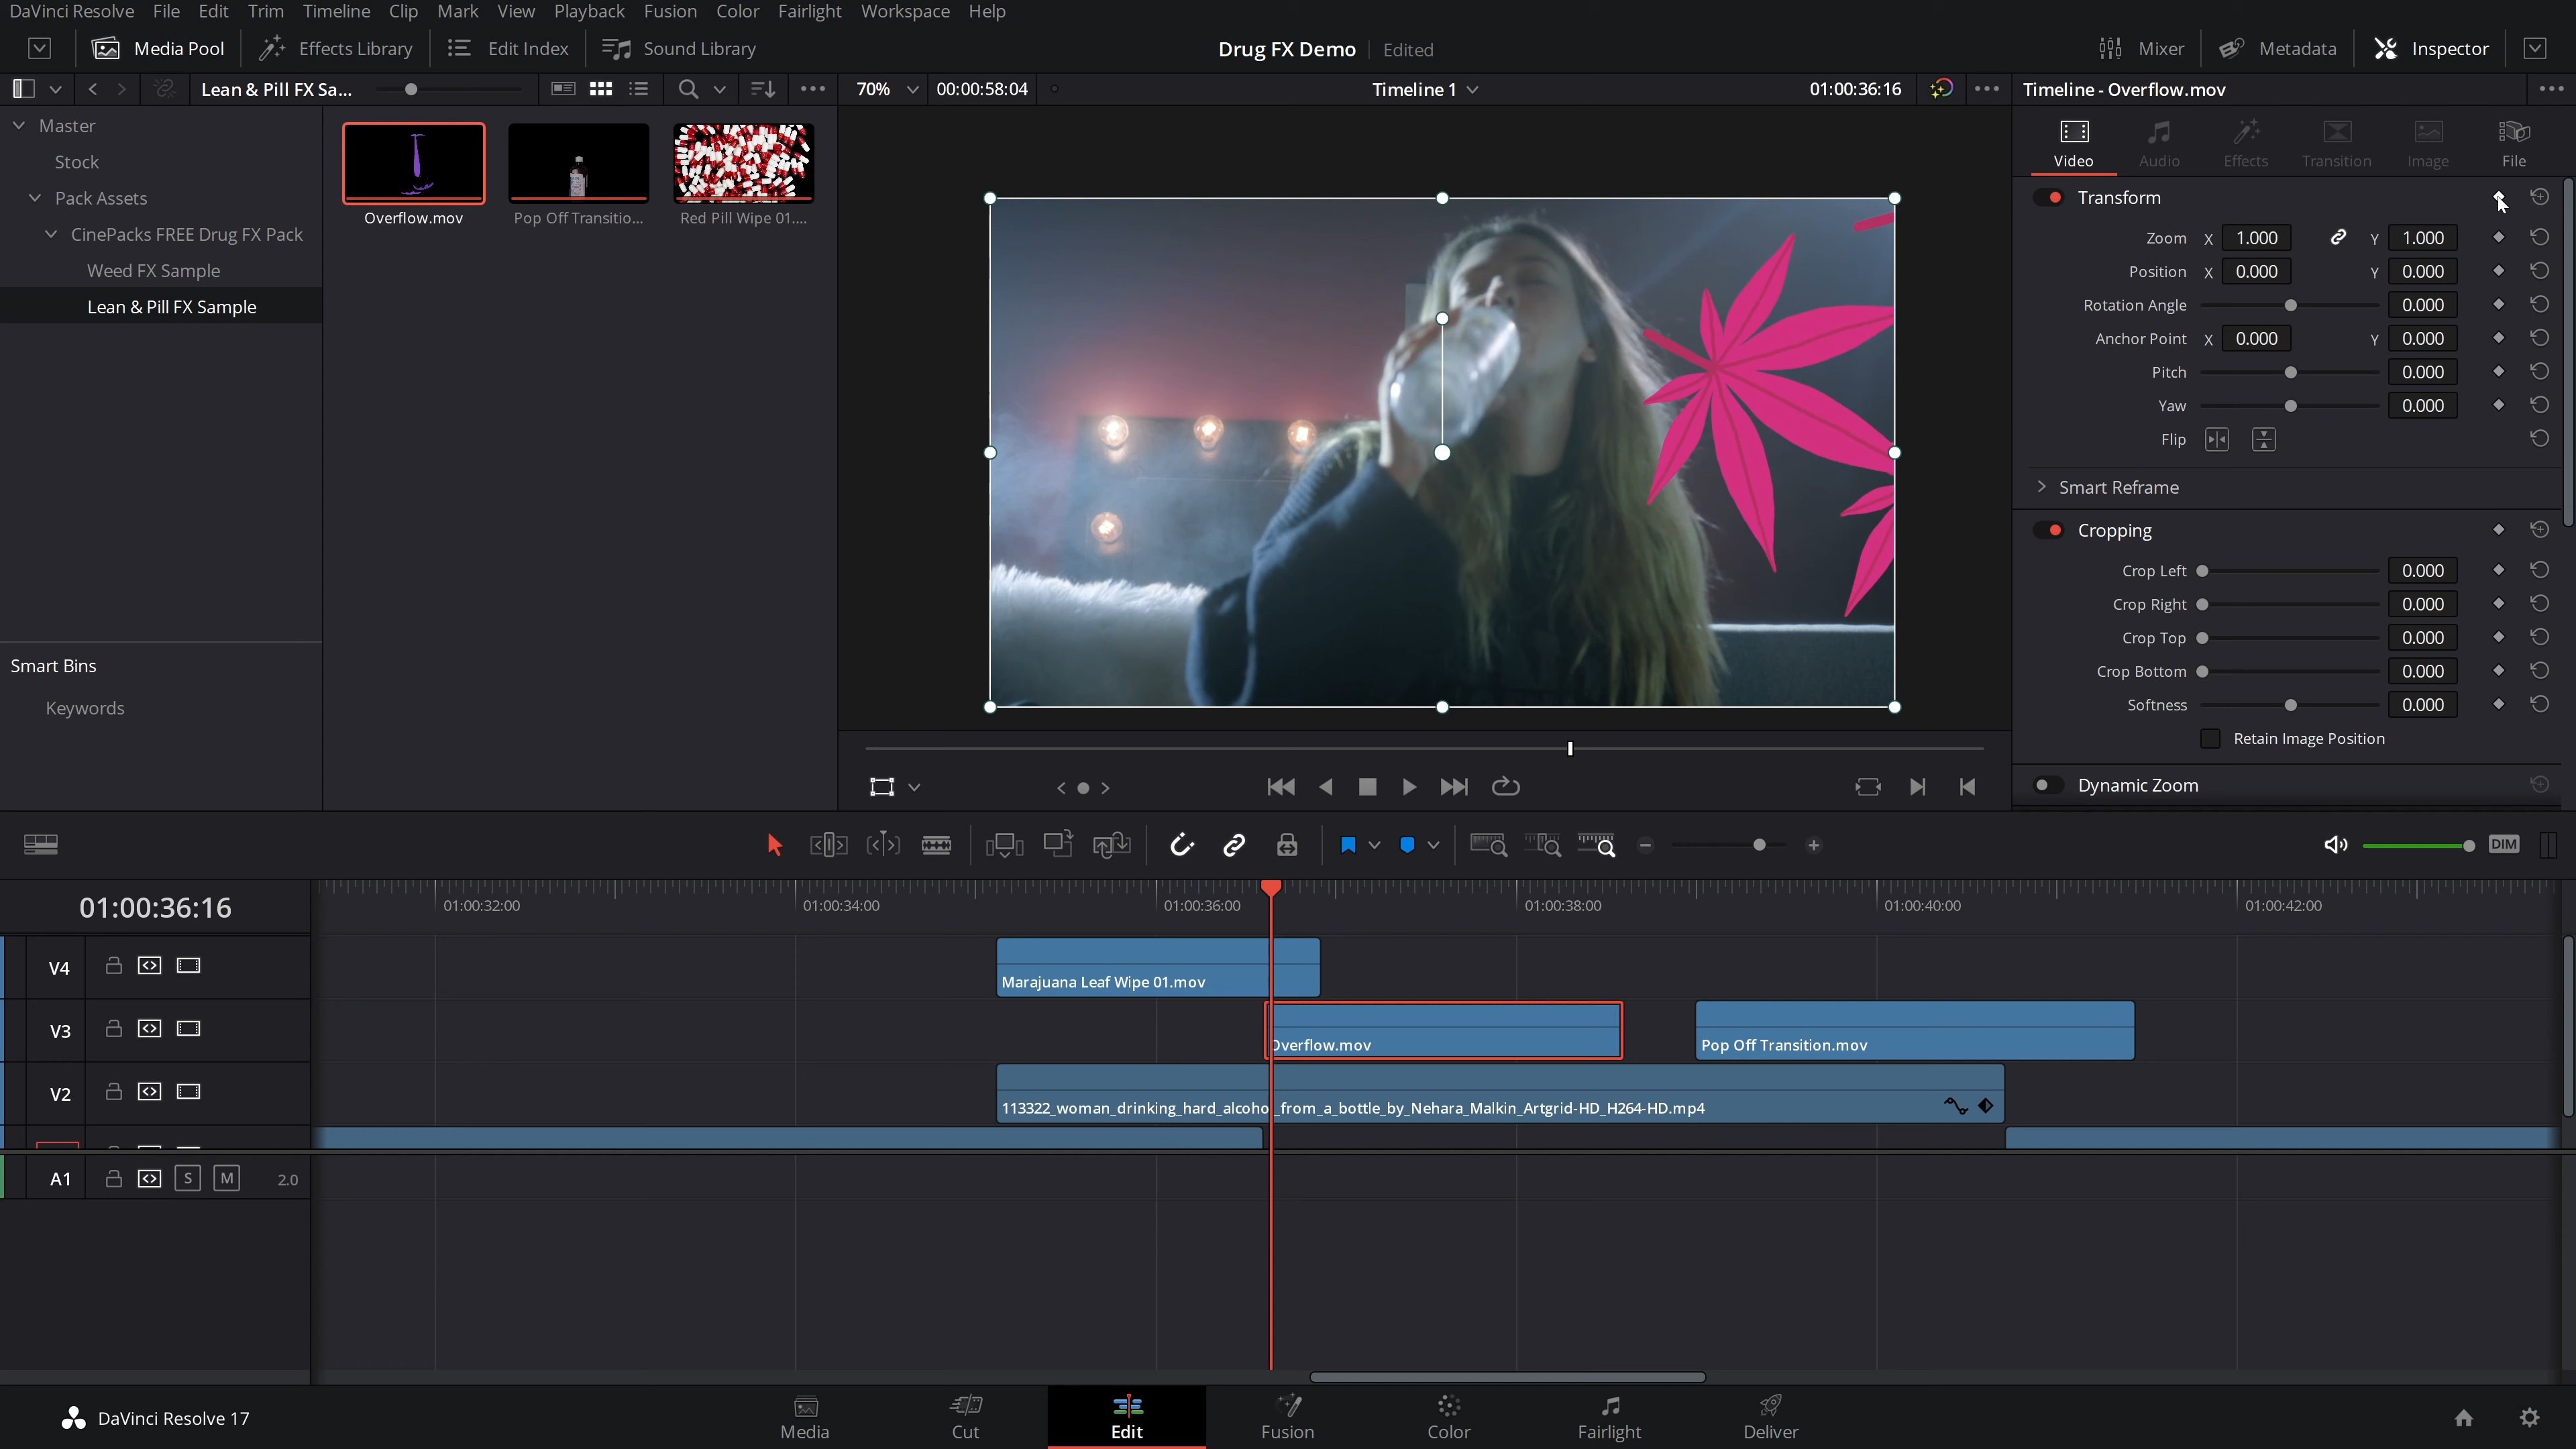 DaVinci Resolve File Edit Trim Timeline Clip Mark View Playback Fusion Color Fairlight Workspace Help
Media Pool Effects Library Edit Index Sound Library Drug FX Demo Edited Mixer Metadata Inspector
Lean & Pill FX Sa... 70% 00:00:58:04 Timeline 1 01:00:36:16 Timeline - Overflow.mov
Master
Stock
Pack Assets
CinePacks FREE Drug FX Pack
Weed FX Sample
Lean & Pill FX Sample
Smart Bins
Keywords
Overflow.mov Pop Off Transitio... Red Pill Wipe 01....
Video Audio Effects Transition Image File
Transform
Zoom X 1.000 Y 1.000
Position X 0.000 Y 0.000
Rotation Angle 0.000
Anchor Point X 0.000 Y 0.000
Pitch 0.000
Yaw 0.000
Flip
Smart Reframe
Cropping
Crop Left 0.000
Crop Right 0.000
Crop Top 0.000
Crop Bottom 0.000
Softness 0.000
Retain Image Position
Dynamic Zoom
DIM
01:00:36:16 01:00:32:00 01:00:34:00 01:00:36:00 01:00:38:00 01:00:40:00 01:00:42:00
V4 Marajuana Leaf Wipe 01.mov
V3 Overflow.mov Pop Off Transition.mov
V2 113322_woman_drinking_hard_alcoho _from_a_bottle_by_Nehara_Malkin_Artgrid-HD_H264-HD.mp4
A1 S M 2.0
DaVinci Resolve 17 Media Cut Edit Fusion Color Fairlight Deliver